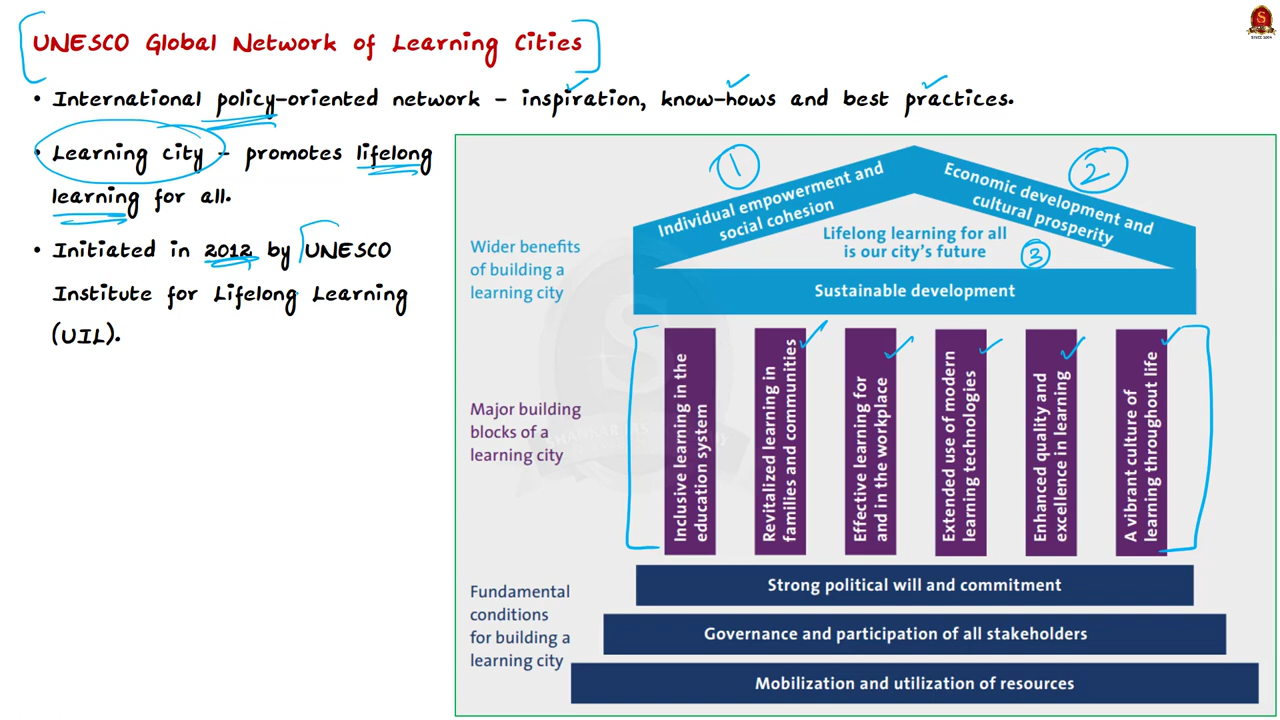 UNESCO Global Network of Learning Cities
• International policy-oriented network – inspiration, know-hows and best practices.
• Learning city – promotes lifelong
learning for all.
• Initiated in 2012 by UNESCO
Institute for Lifelong Learning
(UIL).
1
2
Individual empowerment and
social cohesion
Economic development and
cultural prosperity
Wider benefits
of building a
learning city
Lifelong learning for all
is our city's future
3
Sustainable development
Major building
blocks of a
learning city
Inclusive learning in the
education system
Revitalized learning in
families and communities
Effective learning for
and in the workplace
Extended use of modern
learning technologies
Enhanced quality and
excellence in learning
A vibrant culture of
learning throughout life
Fundamental
conditions
for building a
learning city
Strong political will and commitment
Governance and participation of all stakeholders
Mobilization and utilization of resources